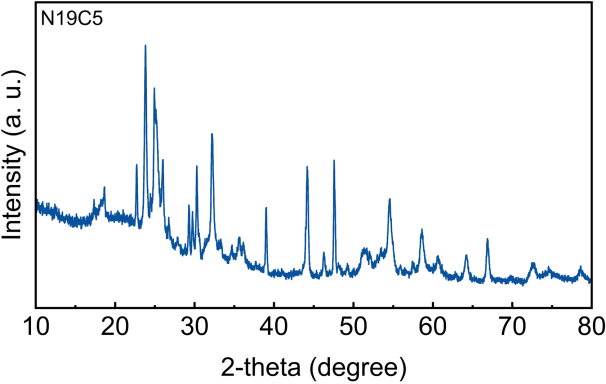 N19C5
Intensity (a. u.)
10 20 30 40 50 60 70 80
2-theta (degree)